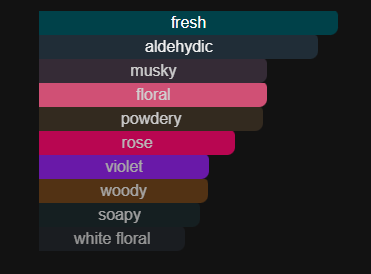 fresh
aldehydic
musky
floral
powdery
rose
violet
woody
soapy
white floral